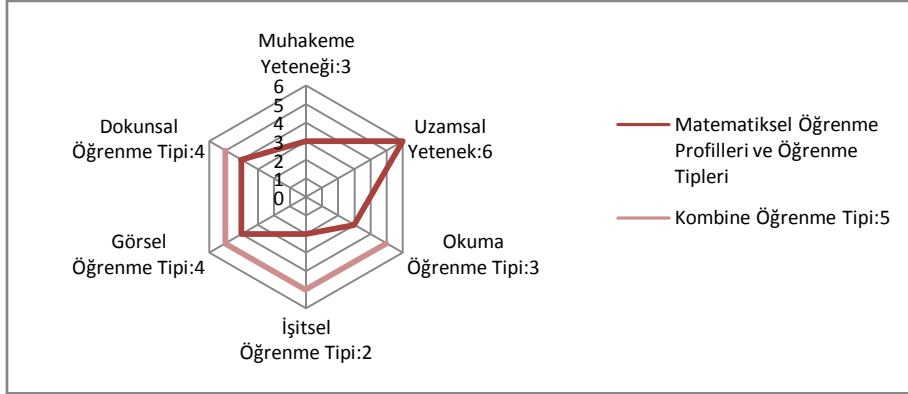 Muhakeme
Yeteneği:3
6
5
4
3
2
1
0
Uzamsal
Yetenek:6
Okuma
Öğrenme Tipi:3
İşitsel
Öğrenme Tipi:2
Görsel
Öğrenme Tipi:4
Dokunsal
Öğrenme Tipi:4
Matematiksel Öğrenme
Profilleri ve Öğrenme
Tipleri
Kombine Öğrenme Tipi:5